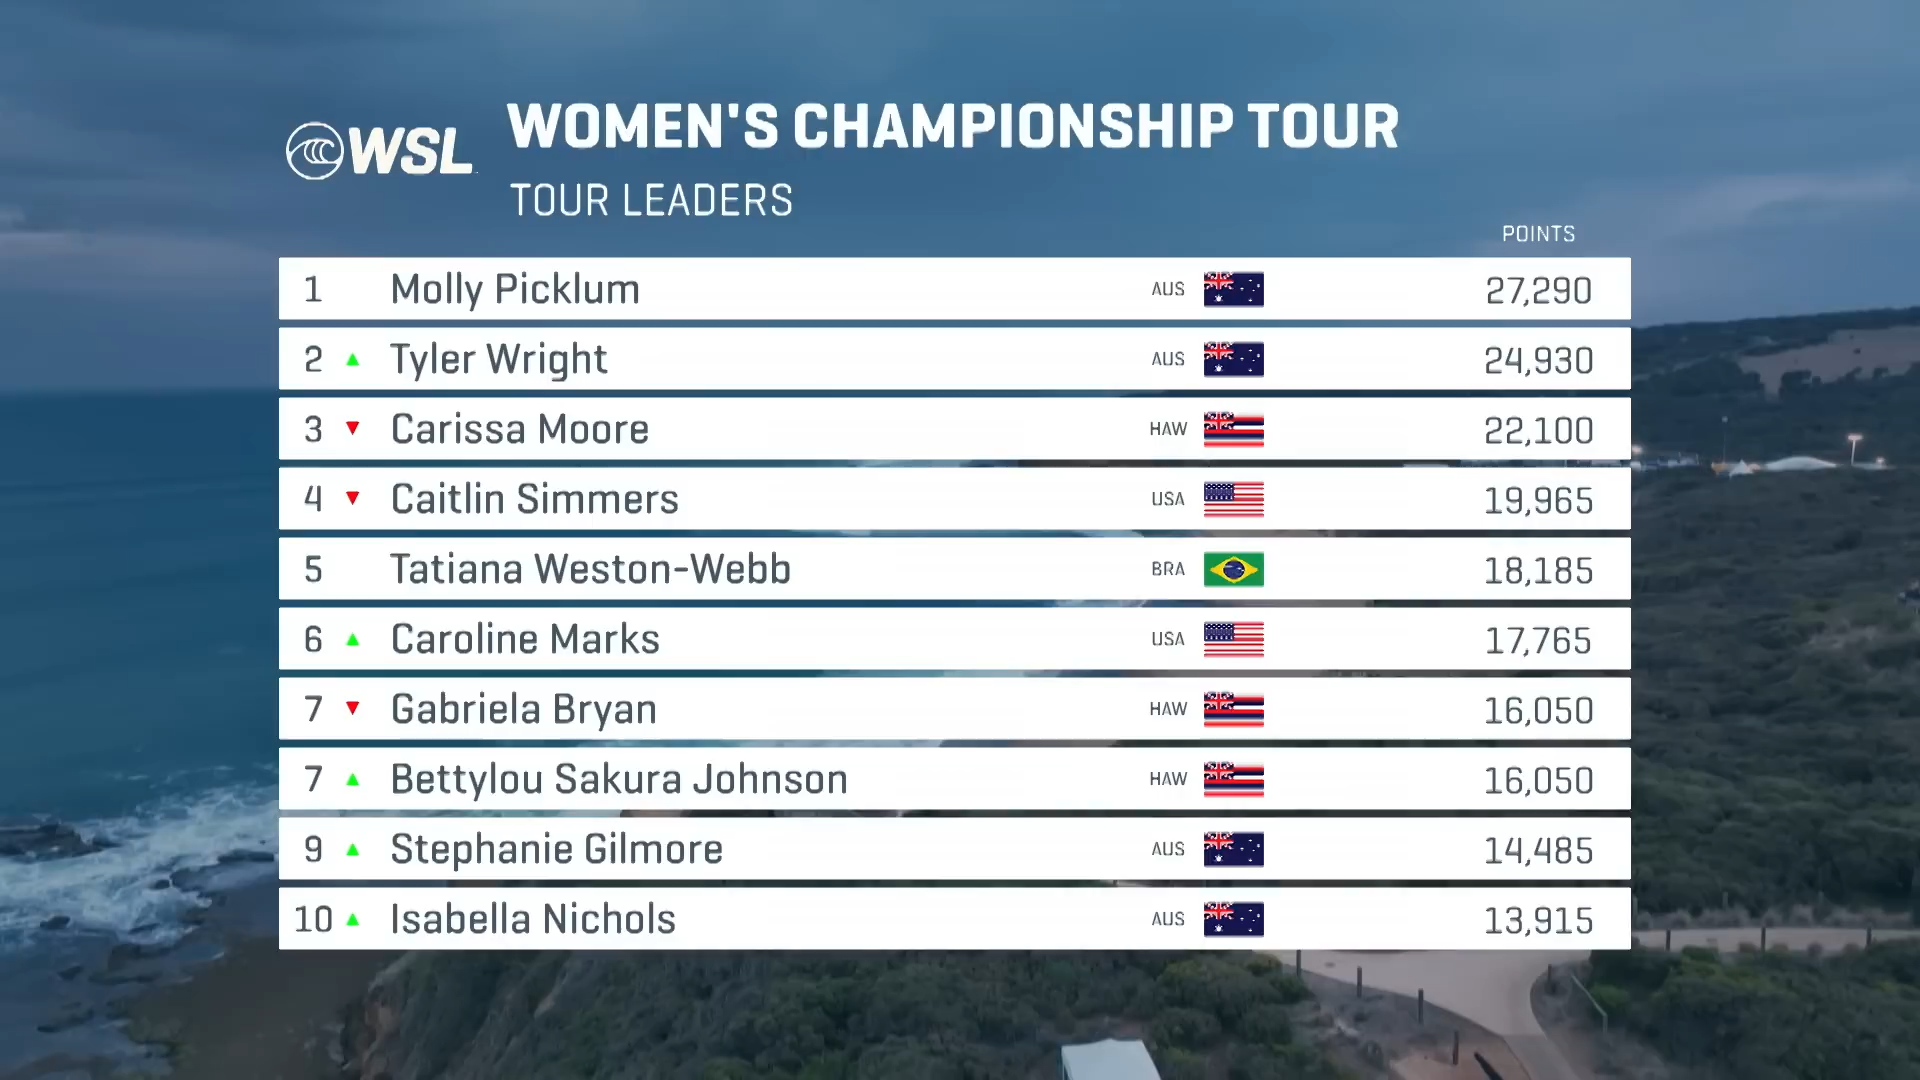 WSL
WOMEN'S CHAMPIONSHIP TOUR
TOUR LEADERS
POINTS
1 Molly Picklum AUS 27,290
2 Tyler Wright AUS 24,930
3 Carissa Moore HAW 22,100
4 Caitlin Simmers USA 19,965
5 Tatiana Weston-Webb BRA 18,185
6 Caroline Marks USA 17,765
7 Gabriela Bryan HAW 16,050
7 Bettylou Sakura Johnson HAW 16,050
9 Stephanie Gilmore AUS 14,485
10 Isabella Nichols AUS 13,915